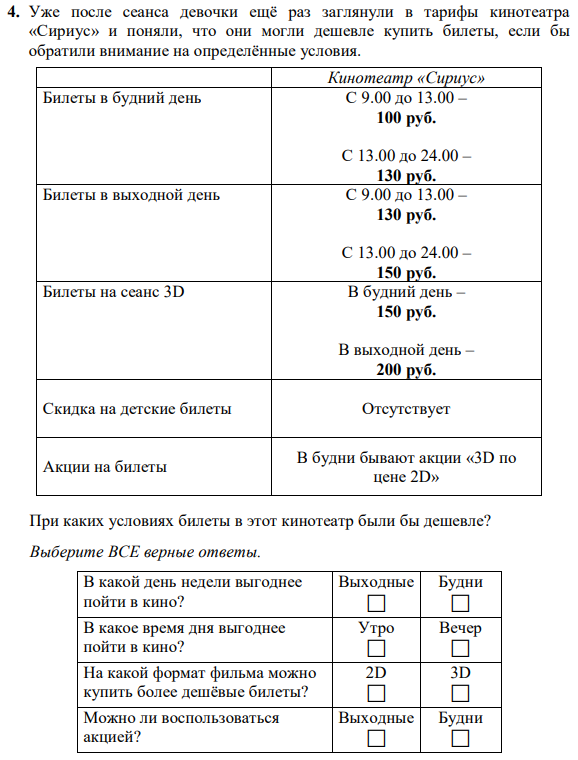 4. Уже после сеанса девочки ещё раз заглянули в тарифы кинотеатра
«Сириус» и поняли, что они могли дешевле купить билеты, если бы
обратили внимание на определённые условия.
Кинотеатр «Сириус»
Билеты в будний день
С 9.00 до 13.00 –
100 руб.
С 13.00 до 24.00 –
130 руб.
Билеты в выходной день
С 9.00 до 13.00 –
130 руб.
С 13.00 до 24.00 –
150 руб.
Билеты на сеанс 3D
В будний день –
150 руб.
В выходной день –
200 руб.
Скидка на детские билеты
Отсутствует
Акции на билеты
В будни бывают акции «3D по
цене 2D»
При каких условиях билеты в этот кинотеатр были бы дешевле?
Выберите ВСЕ верные ответы.
В какой день недели выгоднее
пойти в кино?
Выходные
Будни
В какое время дня выгоднее
пойти в кино?
Утро
Вечер
На какой формат фильма можно
купить более дешёвые билеты?
2D
3D
Можно ли воспользоваться
акцией?
Выходные
Будни